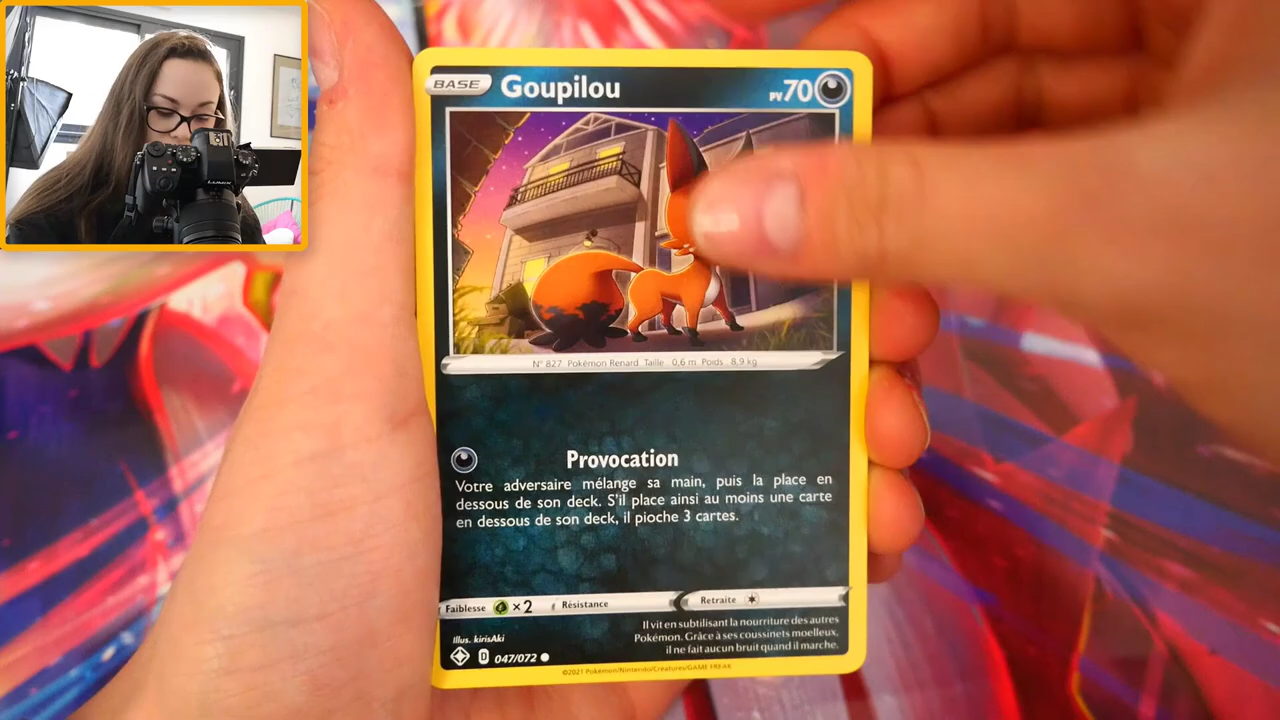 LUMIX
BASE Goupilou PV 70
N° 827 Pokémon Renard Taille : 0,6 m Poids : 8,9 kg
Provocation
Votre adversaire mélange sa main, puis la place en
dessous de son deck. S'il place ainsi au moins une carte
en dessous de son deck, il pioche 3 cartes.
Faiblesse ×2 Résistance Retraite
Illus. kirisAki
Il vit en subtilisant la nourriture des autres
Pokémon. Grâce à ses coussinets moelleux,
il ne fait aucun bruit quand il marche.
D 047/072
©2021 Pokémon/Nintendo/Creatures/GAME FREAK